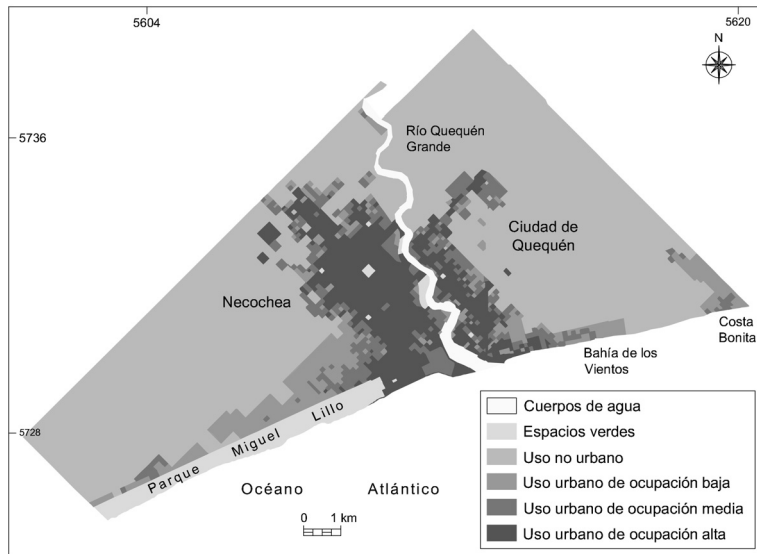 5604
5620
N
5736
Río Quequén
Grande
Ciudad de
Quequén
Necochea
Costa
Bonita
Bahía de los
Vientos
Parque Miguel Lillo
5728
Océano Atlántico
0 1 km
Cuerpos de agua
Espacios verdes
Uso no urbano
Uso urbano de ocupación baja
Uso urbano de ocupación media
Uso urbano de ocupación alta